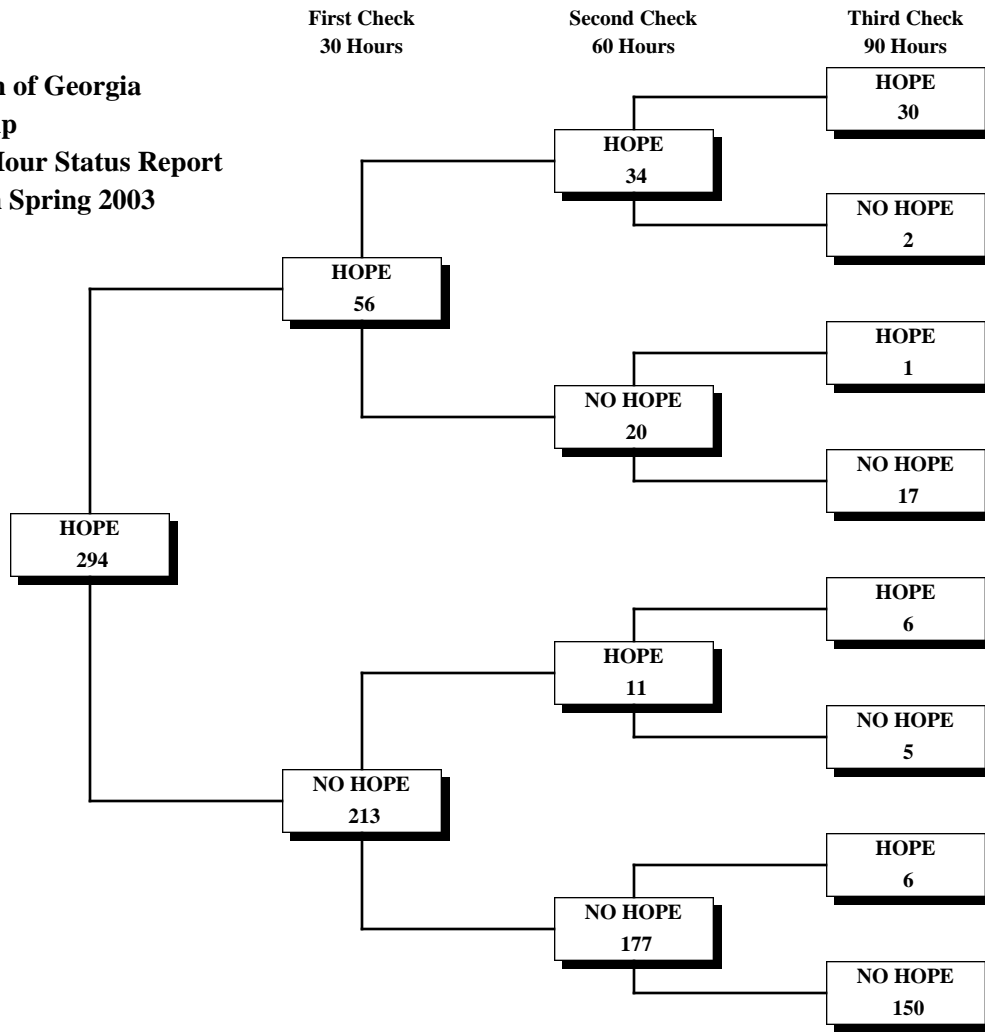 First Check
30 Hours
Second Check
60 Hours
Third Check
90 Hours
of Georgia
Hour Status Report
Spring 2003
HOPE
294
HOPE
56
NO HOPE
213
HOPE
34
NO HOPE
20
HOPE
11
NO HOPE
177
HOPE
30
NO HOPE
2
HOPE
1
NO HOPE
17
HOPE
6
NO HOPE
5
HOPE
6
NO HOPE
150